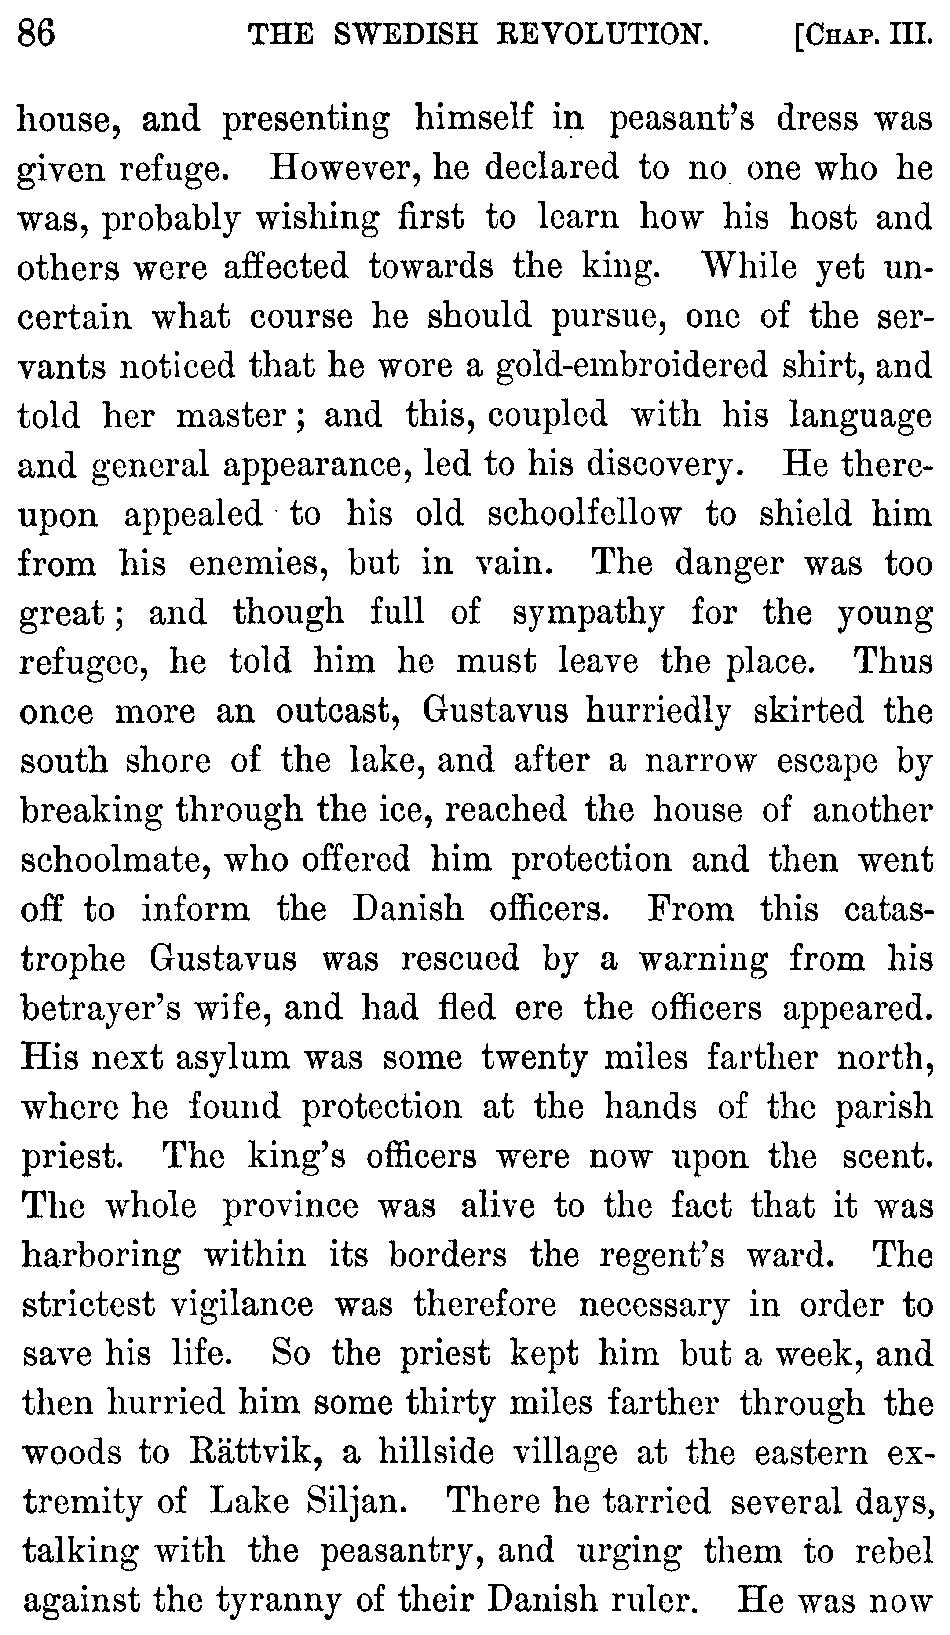 86 THE SWEDISH REVOLUTION. [CHAP. III.
house, and presenting himself in peasant's dress was
given refuge. However, he declared to no one who he
was, probably wishing first to learn how his host and
others were affected towards the king. While yet un-
certain what course he should pursue, one of the ser-
vants noticed that he wore a gold-embroidered shirt, and
told her master; and this, coupled with his language
and general appearance, led to his discovery. He there-
upon appealed to his old schoolfellow to shield him
from his enemies, but in vain. The danger was too
great; and though full of sympathy for the young
refugee, he told him he must leave the place. Thus
once more an outcast, Gustavus hurriedly skirted the
south shore of the lake, and after a narrow escape by
breaking through the ice, reached the house of another
schoolmate, who offered him protection and then went
off to inform the Danish officers. From this catas-
trophe Gustavus was rescued by a warning from his
betrayer's wife, and had fled ere the officers appeared.
His next asylum was some twenty miles farther north,
where he found protection at the hands of the parish
priest. The king's officers were now upon the scent.
The whole province was alive to the fact that it was
harboring within its borders the regent's ward. The
strictest vigilance was therefore necessary in order to
save his life. So the priest kept him but a week, and
then hurried him some thirty miles farther through the
woods to Rättvik, a hillside village at the eastern ex-
tremity of Lake Siljan. There he tarried several days,
talking with the peasantry, and urging them to rebel
against the tyranny of their Danish ruler. He was now